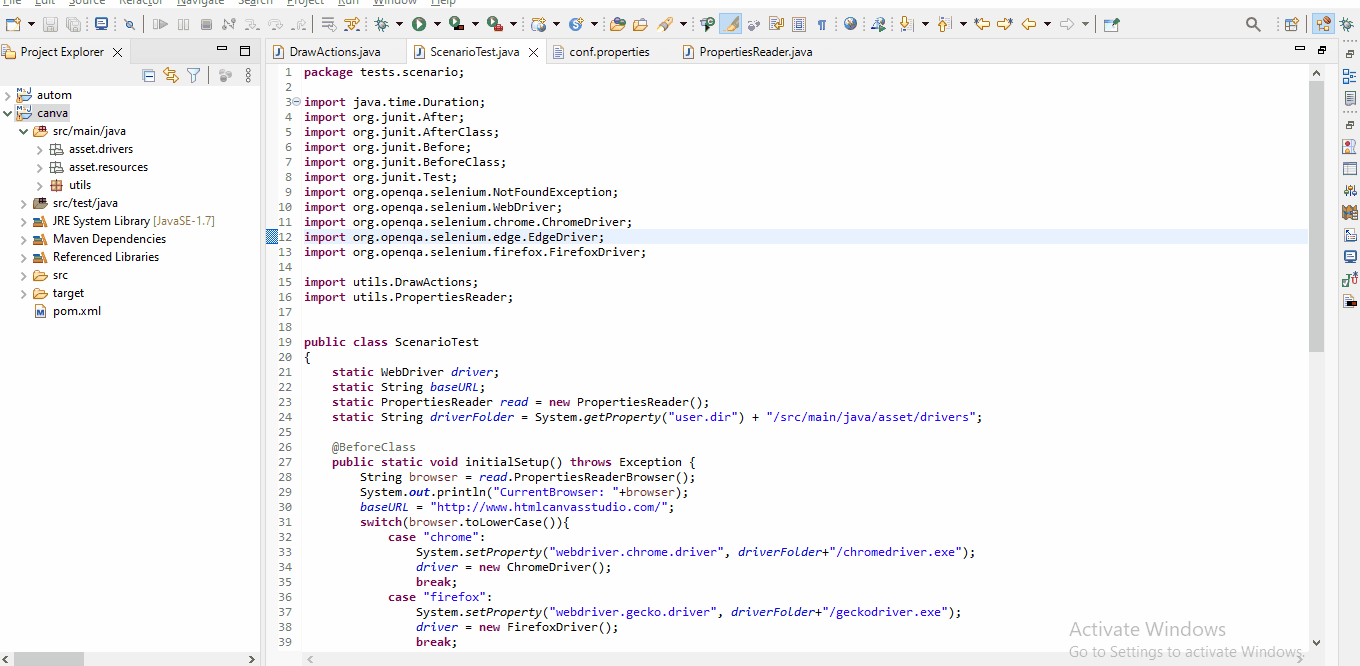 File Edit Source Refactor Navigate Search Project Run Window Help
Project Explorer
autom
canva
src/main/java
asset.drivers
asset.resources
utils
src/test/java
JRE System Library [JavaSE-1.7]
Maven Dependencies
Referenced Libraries
src
target
pom.xml
DrawActions.java ScenarioTest.java conf.properties PropertiesReader.java
1 package tests.scenario;
2
3 import java.time.Duration;
4 import org.junit.After;
5 import org.junit.AfterClass;
6 import org.junit.Before;
7 import org.junit.BeforeClass;
8 import org.junit.Test;
9 import org.openqa.selenium.NotFoundException;
10 import org.openqa.selenium.WebDriver;
11 import org.openqa.selenium.chrome.ChromeDriver;
12 import org.openqa.selenium.edge.EdgeDriver;
13 import org.openqa.selenium.firefox.FirefoxDriver;
14
15 import utils.DrawActions;
16 import utils.PropertiesReader;
17
18
19 public class ScenarioTest
20 {
21 static WebDriver driver;
22 static String baseURL;
23 static PropertiesReader read = new PropertiesReader();
24 static String driverFolder = System.getProperty("user.dir") + "/src/main/java/asset/drivers";
25
26 @BeforeClass
27 public static void initialSetup() throws Exception {
28 String browser = read.PropertiesReaderBrowser();
29 System.out.println("CurrentBrowser: "+browser);
30 baseURL = "http://www.htmlcanvasstudio.com/";
31 switch(browser.toLowerCase()){
32 case "chrome":
33 System.setProperty("webdriver.chrome.driver", driverFolder+"/chromedriver.exe");
34 driver = new ChromeDriver();
35 break;
36 case "firefox":
37 System.setProperty("webdriver.gecko.driver", driverFolder+"/geckodriver.exe");
38 driver = new FirefoxDriver();
39 break;
Activate Windows
Go to Settings to activate Windows.